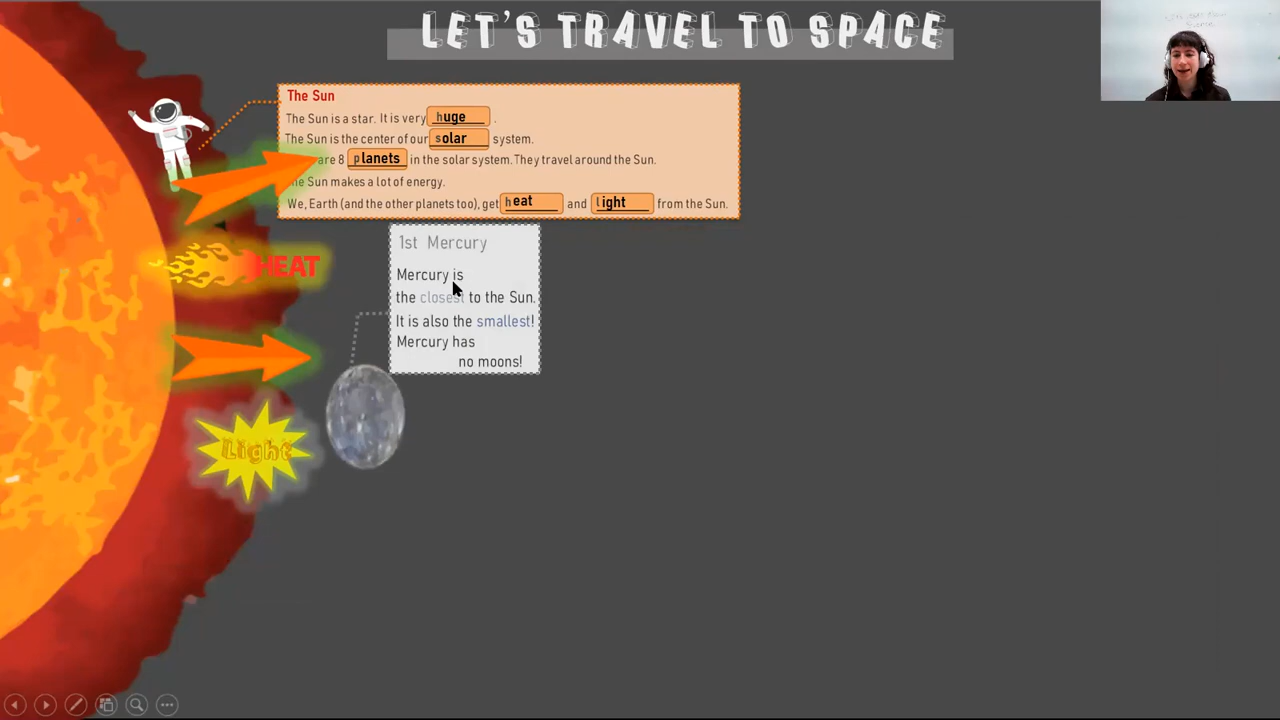 LET'S TRAVEL TO SPACE
The Sun
The Sun is a star. It is very huge .
The Sun is the center of our solar system.
are 8 planets in the solar system. They travel around the Sun.
he Sun makes a lot of energy.
We, Earth (and the other planets too), get heat and light from the Sun.
HEAT
1st Mercury
Mercury is
the closest to the Sun.
It is also the smallest!
Mercury has
no moons!
Light